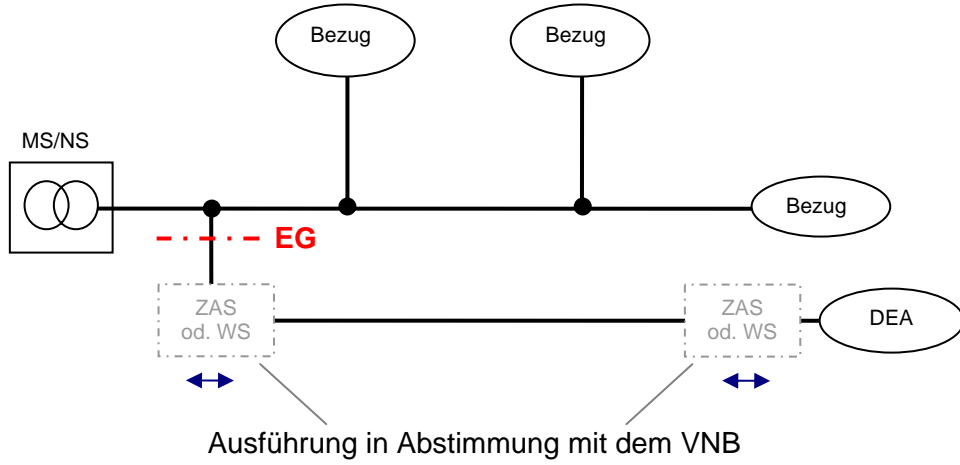 Bezug
Bezug
MS/NS
Bezug
EG
ZAS
od. WS
ZAS
od. WS
DEA
Ausführung in Abstimmung mit dem VNB